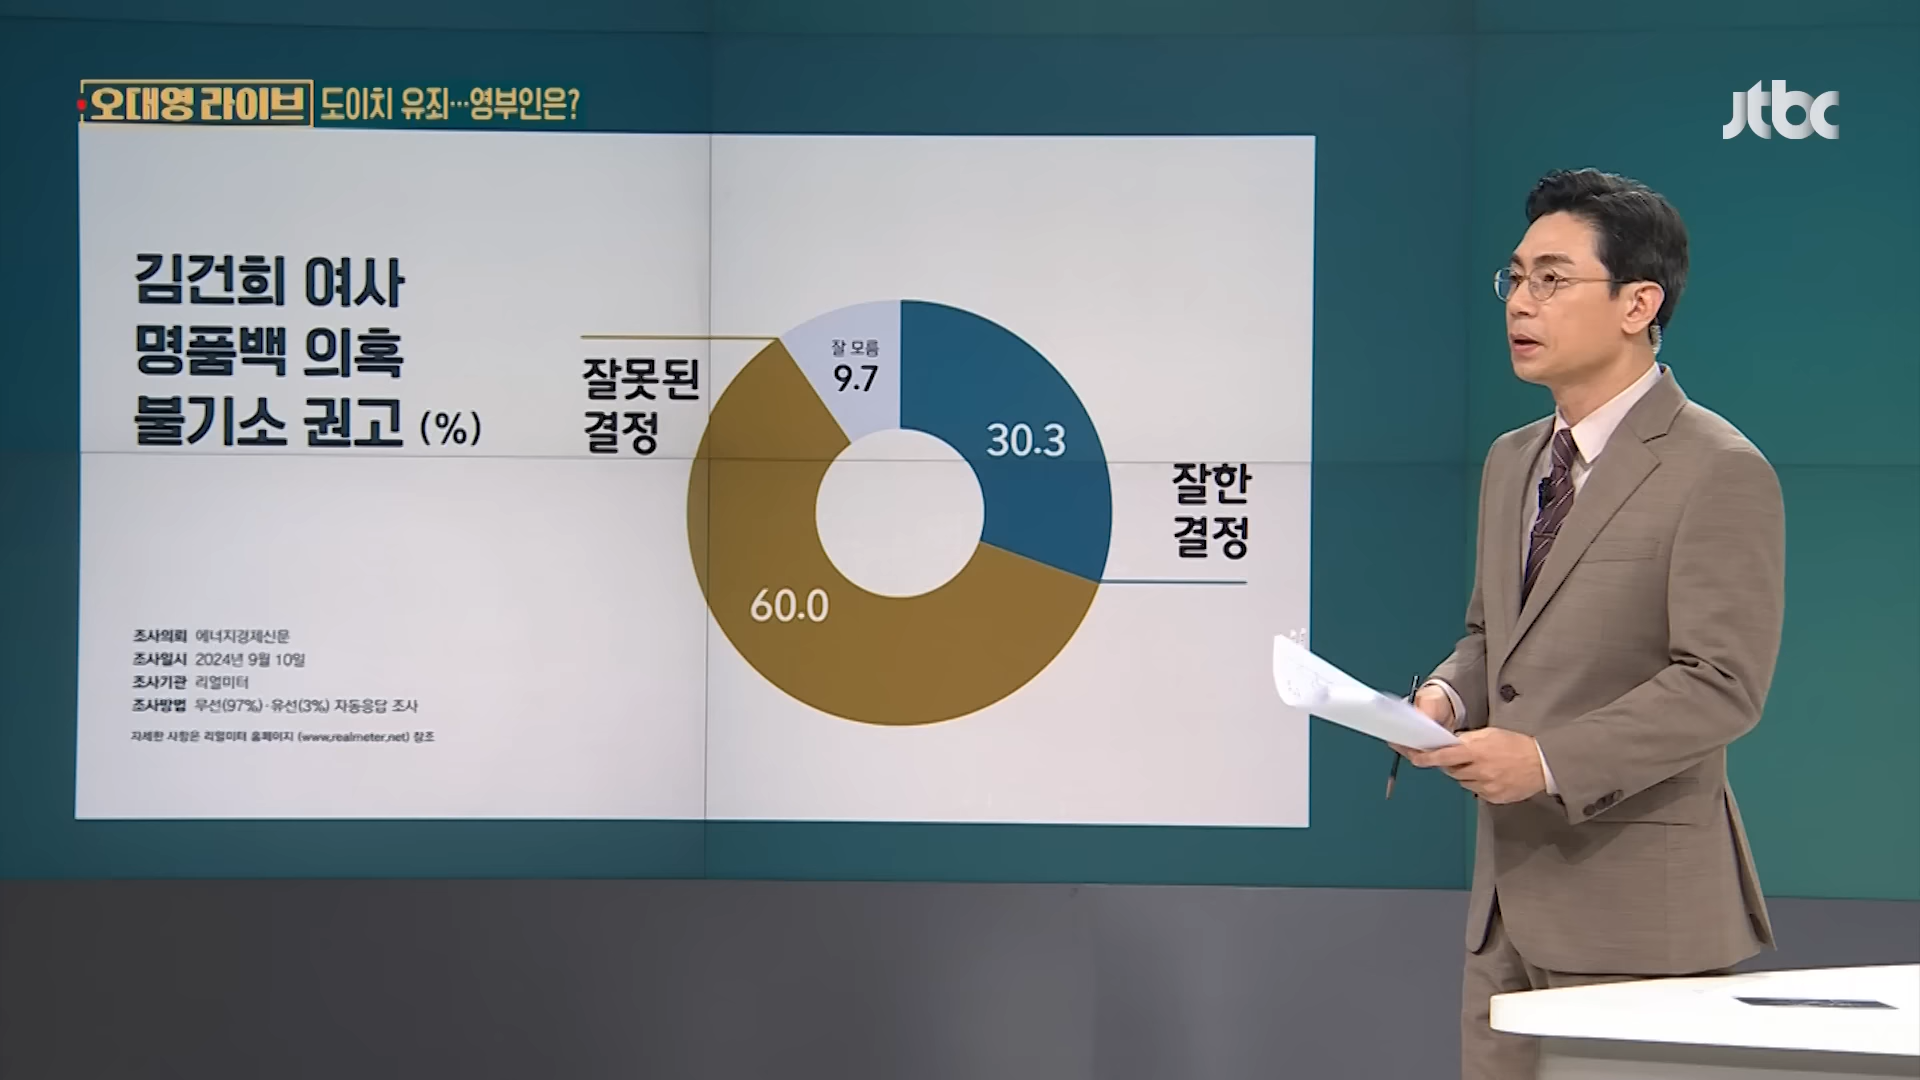 오대영 라이브 도이치 유죄…영부인은?
jtbc
김건희 여사
명품백 의혹
불기소 권고 (%)
잘못된
결정
잘 모름
9.7
30.3
잘한
결정
60.0
조사의뢰 에너지경제신문
조사일시 2024년 9월 10일
조사기관 리얼미터
조사방법 무선(97%)·유선(3%) 자동응답 조사
자세한 사항은 리얼미터 홈페이지 (www.realmeter.net) 참조